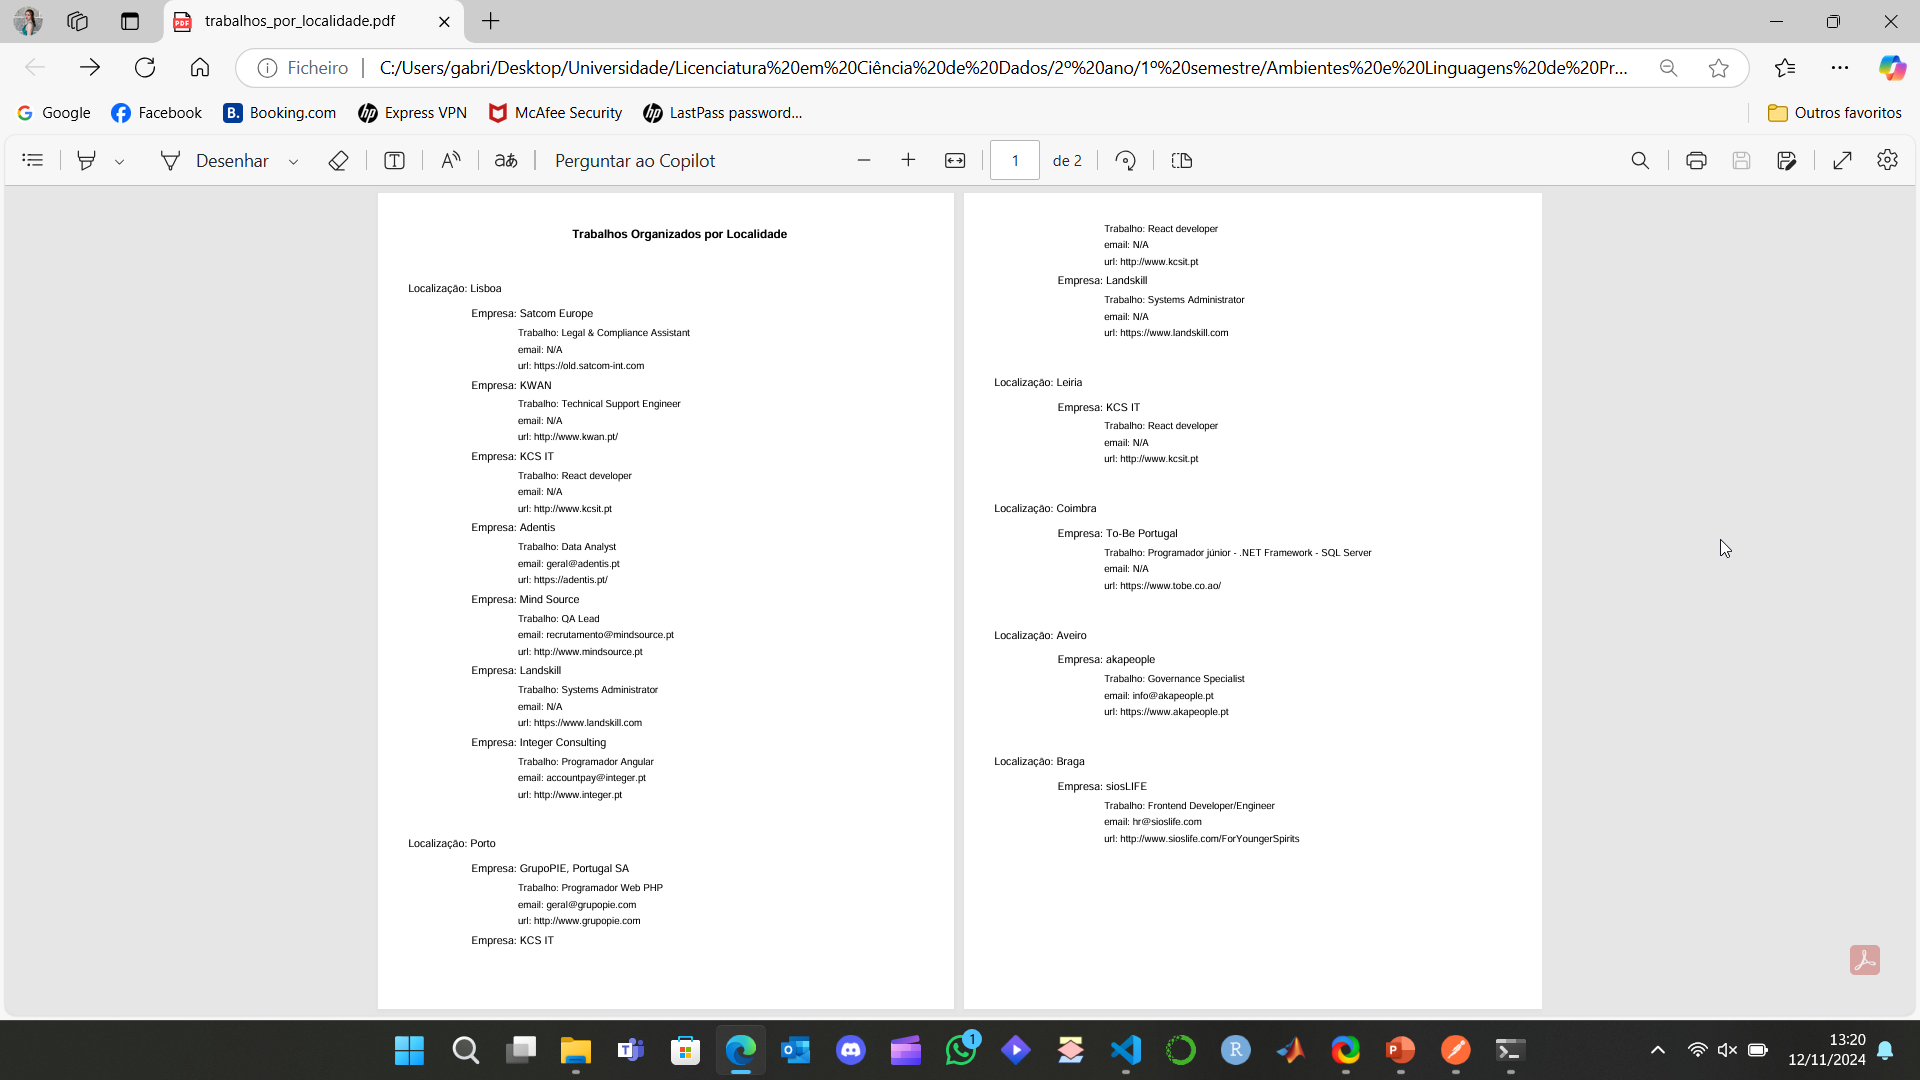 trabalhos_por_localidade.pdf
Ficheiro
C:/Users/gabri/Desktop/Universidade/Licenciatura%20em%20Ciência%20de%20Dados/2º%20ano/1º%20semestre/Ambientes%20e%20Linguagens%20de%20Pr...
Google
Facebook
Booking.com
Express VPN
McAfee Security
LastPass password...
Outros favoritos
Desenhar
Perguntar ao Copilot
1
de 2
Trabalhos Organizados por Localidade
Localização: Lisboa
Empresa: Satcom Europe
Trabalho: Legal & Compliance Assistant
email: N/A
url: https://old.satcom-int.com
Empresa: KWAN
Trabalho: Technical Support Engineer
email: N/A
url: http://www.kwan.pt/
Empresa: KCS IT
Trabalho: React developer
email: N/A
url: http://www.kcsit.pt
Empresa: Adentis
Trabalho: Data Analyst
email: geral@adentis.pt
url: https://adentis.pt/
Empresa: Mind Source
Trabalho: QA Lead
email: recrutamento@mindsource.pt
url: http://www.mindsource.pt
Empresa: Landskill
Trabalho: Systems Administrator
email: N/A
url: https://www.landskill.com
Empresa: Integer Consulting
Trabalho: Programador Angular
email: accountpay@integer.pt
url: http://www.integer.pt
Localização: Porto
Empresa: GrupoPIE, Portugal SA
Trabalho: Programador Web PHP
email: geral@grupopie.com
url: http://www.grupopie.com
Empresa: KCS IT
Trabalho: React developer
email: N/A
url: http://www.kcsit.pt
Empresa: Landskill
Trabalho: Systems Administrator
email: N/A
url: https://www.landskill.com
Localização: Leiria
Empresa: KCS IT
Trabalho: React developer
email: N/A
url: http://www.kcsit.pt
Localização: Coimbra
Empresa: To-Be Portugal
Trabalho: Programador júnior - .NET Framework - SQL Server
email: N/A
url: https://www.tobe.co.ao/
Localização: Aveiro
Empresa: akapeople
Trabalho: Governance Specialist
email: info@akapeople.pt
url: https://www.akapeople.pt
Localização: Braga
Empresa: siosLIFE
Trabalho: Frontend Developer/Engineer
email: hr@sioslife.com
url: http://www.sioslife.com/ForYoungerSpirits
13:20
12/11/2024